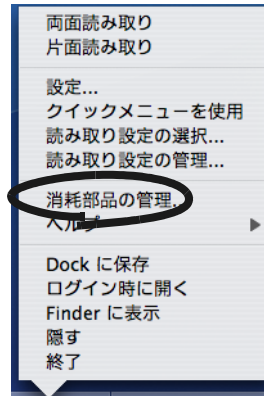 両面読み取り
片面読み取り
設定...
クイックメニューを使用
読み取り設定の選択...
読み取り設定の管理...
消耗部品の管理...
ヘルプ
Dock に保存
ログイン時に開く
Finder に表示
隠す
終了